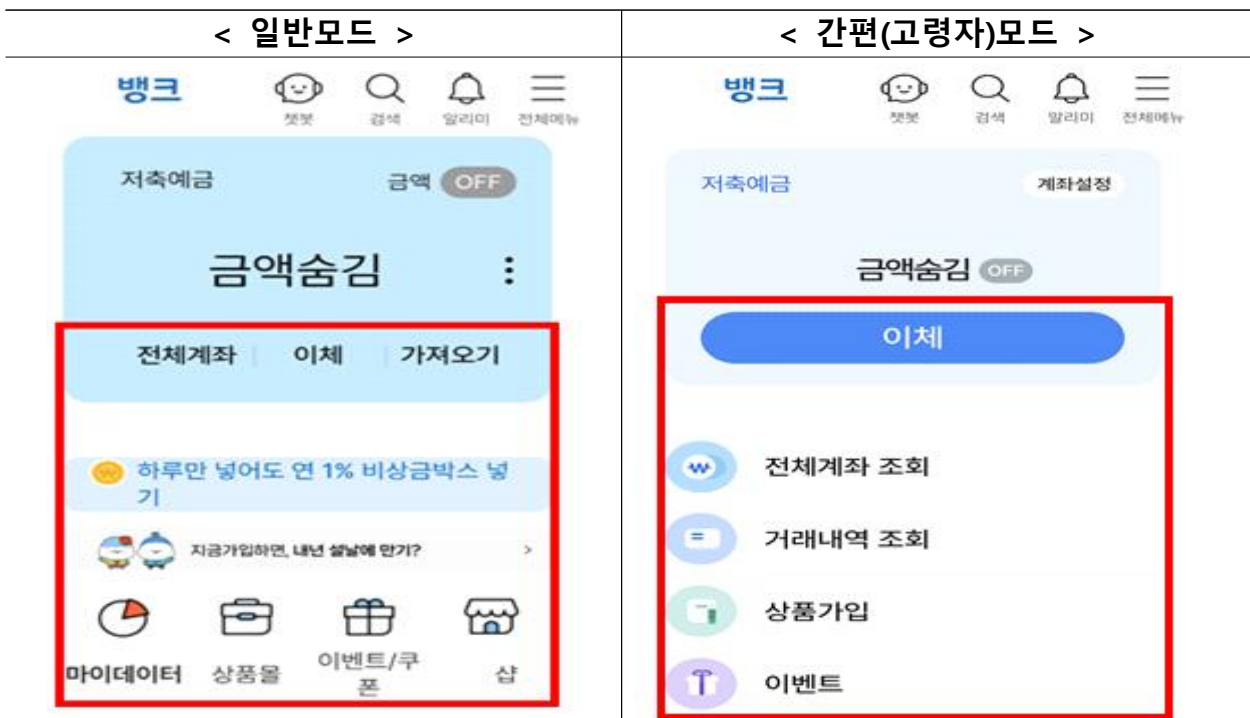 < 일반모드 >
뱅크
챗봇 검색 알리미 전체메뉴
저축예금 금액 OFF
금액숨김
전체계좌 이체 가져오기
하루만 넣어도 연 1% 비상금박스 넣
기
지금가입하면, 내년 설날에 만기?
마이데이터 상품몰 이벤트/쿠
폰 샵
< 간편(고령자)모드 >
뱅크
챗봇 검색 알리미 전체메뉴
저축예금 계좌설정
금액숨김 OFF
이체
전체계좌 조회
거래내역 조회
상품가입
이벤트